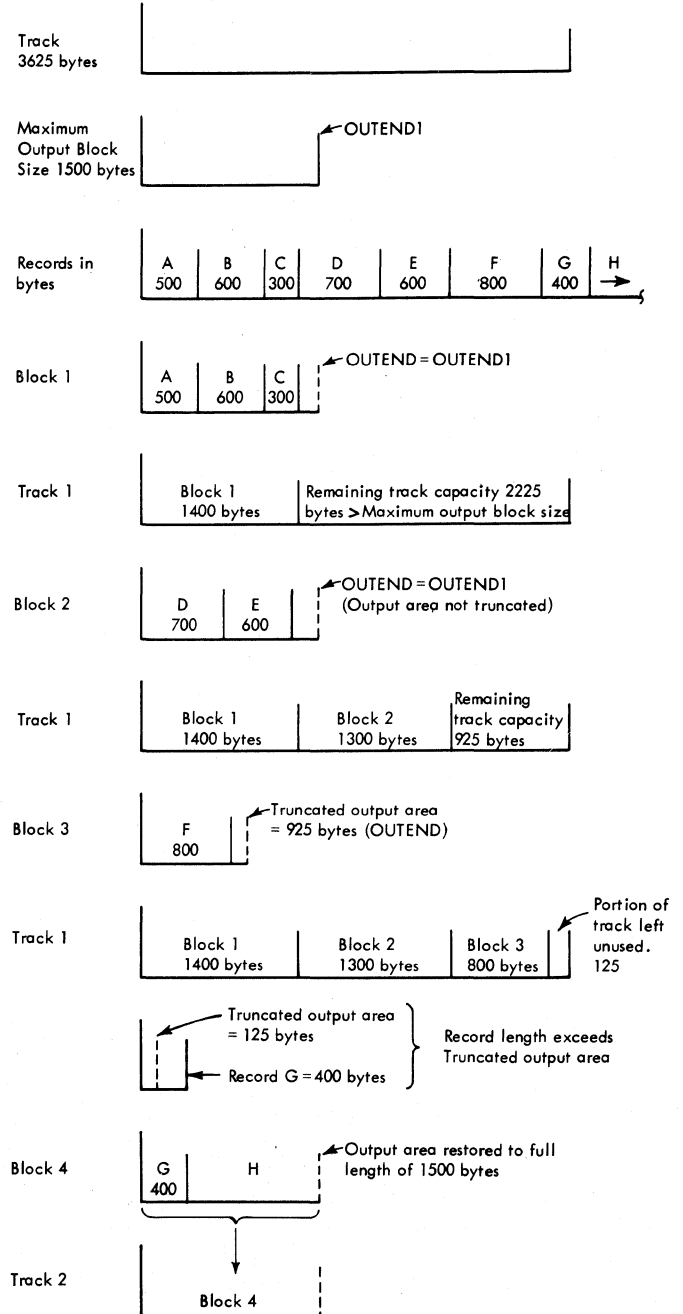 Track
3625 bytes
Maximum
Output Block
Size 1500 bytes
OUTEND1
Records in
bytes
A B C D E F G H
500 600 300 700 600 800 400
Block 1
A B C
500 600 300
OUTEND = OUTEND1
Track 1
Block 1
1400 bytes
Remaining track capacity 2225
bytes > Maximum output block size
Block 2
D E
700 600
OUTEND = OUTEND1
(Output area not truncated)
Track 1
Block 1
1400 bytes
Block 2
1300 bytes
Remaining
track capacity
925 bytes
Block 3
F
800
Truncated output area
= 925 bytes (OUTEND)
Track 1
Block 1
1400 bytes
Block 2
1300 bytes
Block 3
800 bytes
Portion of
track left
unused.
125
Truncated output area
= 125 bytes
Record G = 400 bytes
Record length exceeds
Truncated output area
Block 4
G H
400
Output area restored to full
length of 1500 bytes
Track 2
Block 4